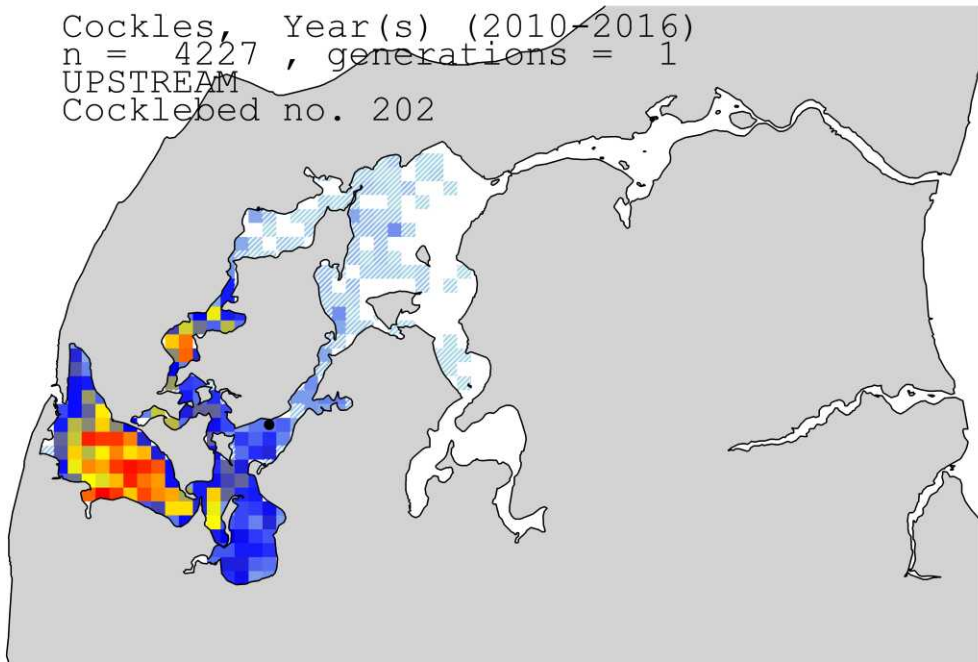 Cockles,  Year(s) (2010-2016)
n =  4227 , generations =  1
UPSTREAM
Cocklebed no. 202